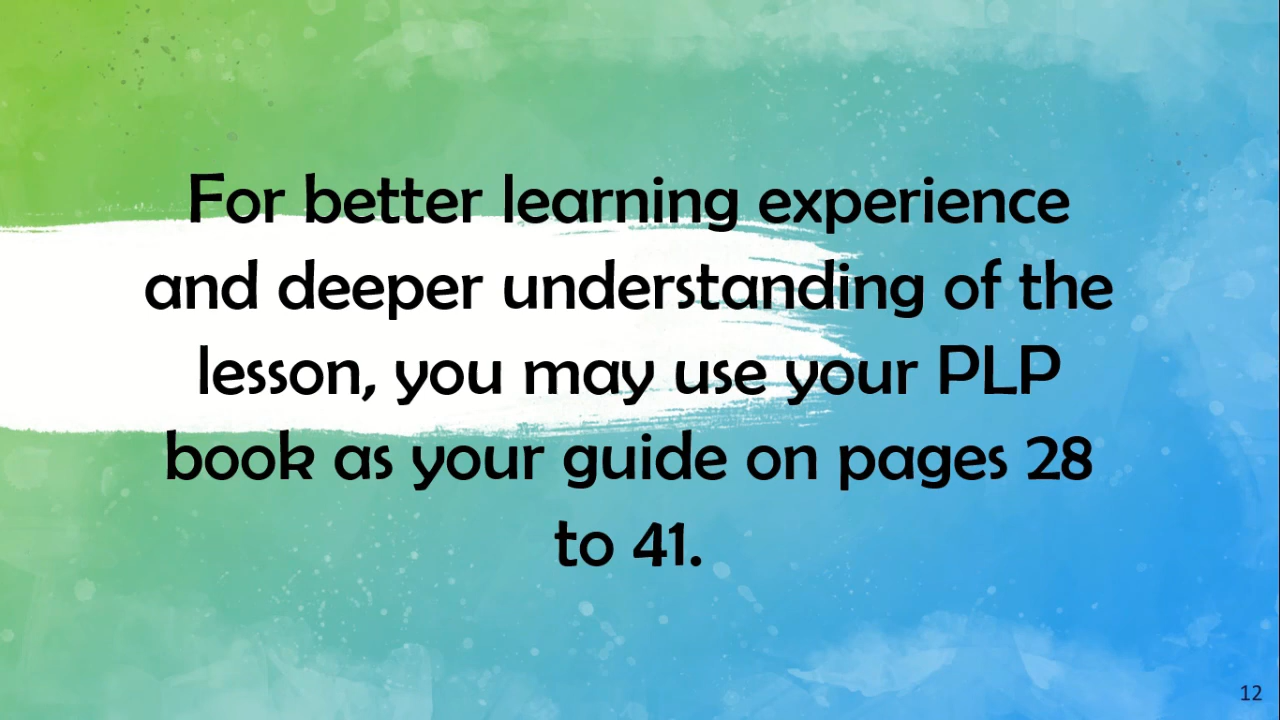 For better learning experience
and deeper understanding of the
lesson, you may use your PLP
book as your guide on pages 28
to 41.
12